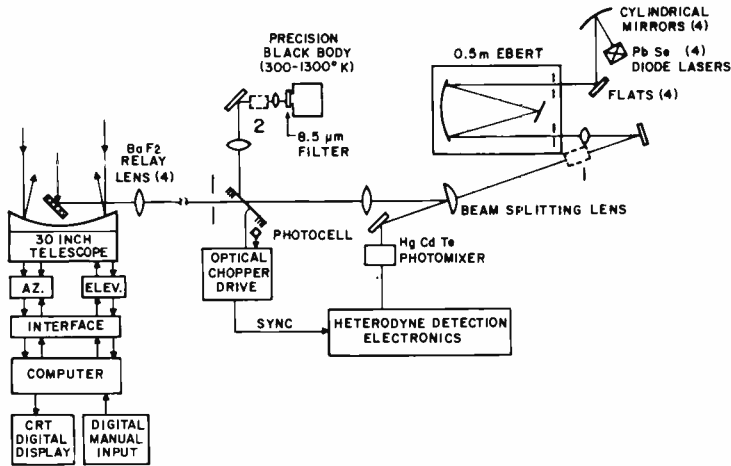 CYLINDRICAL
MIRRORS (4)
Pb Se (4)
DIODE LASERS
FLATS (4)
0.5m EBERT
PRECISION
BLACK BODY
(300-1300°K)
2
8.5 µm
FILTER
BaF2
RELAY
LENS (4)
1
BEAM SPLITTING LENS
PHOTOCELL
Hg Cd Te
PHOTOMIXER
30 INCH
TELESCOPE
OPTICAL
CHOPPER
DRIVE
AZ.
ELEV.
INTERFACE
SYNC
HETERODYNE DETECTION
ELECTRONICS
COMPUTER
CRT
DIGITAL
DISPLAY
DIGITAL
MANUAL
INPUT